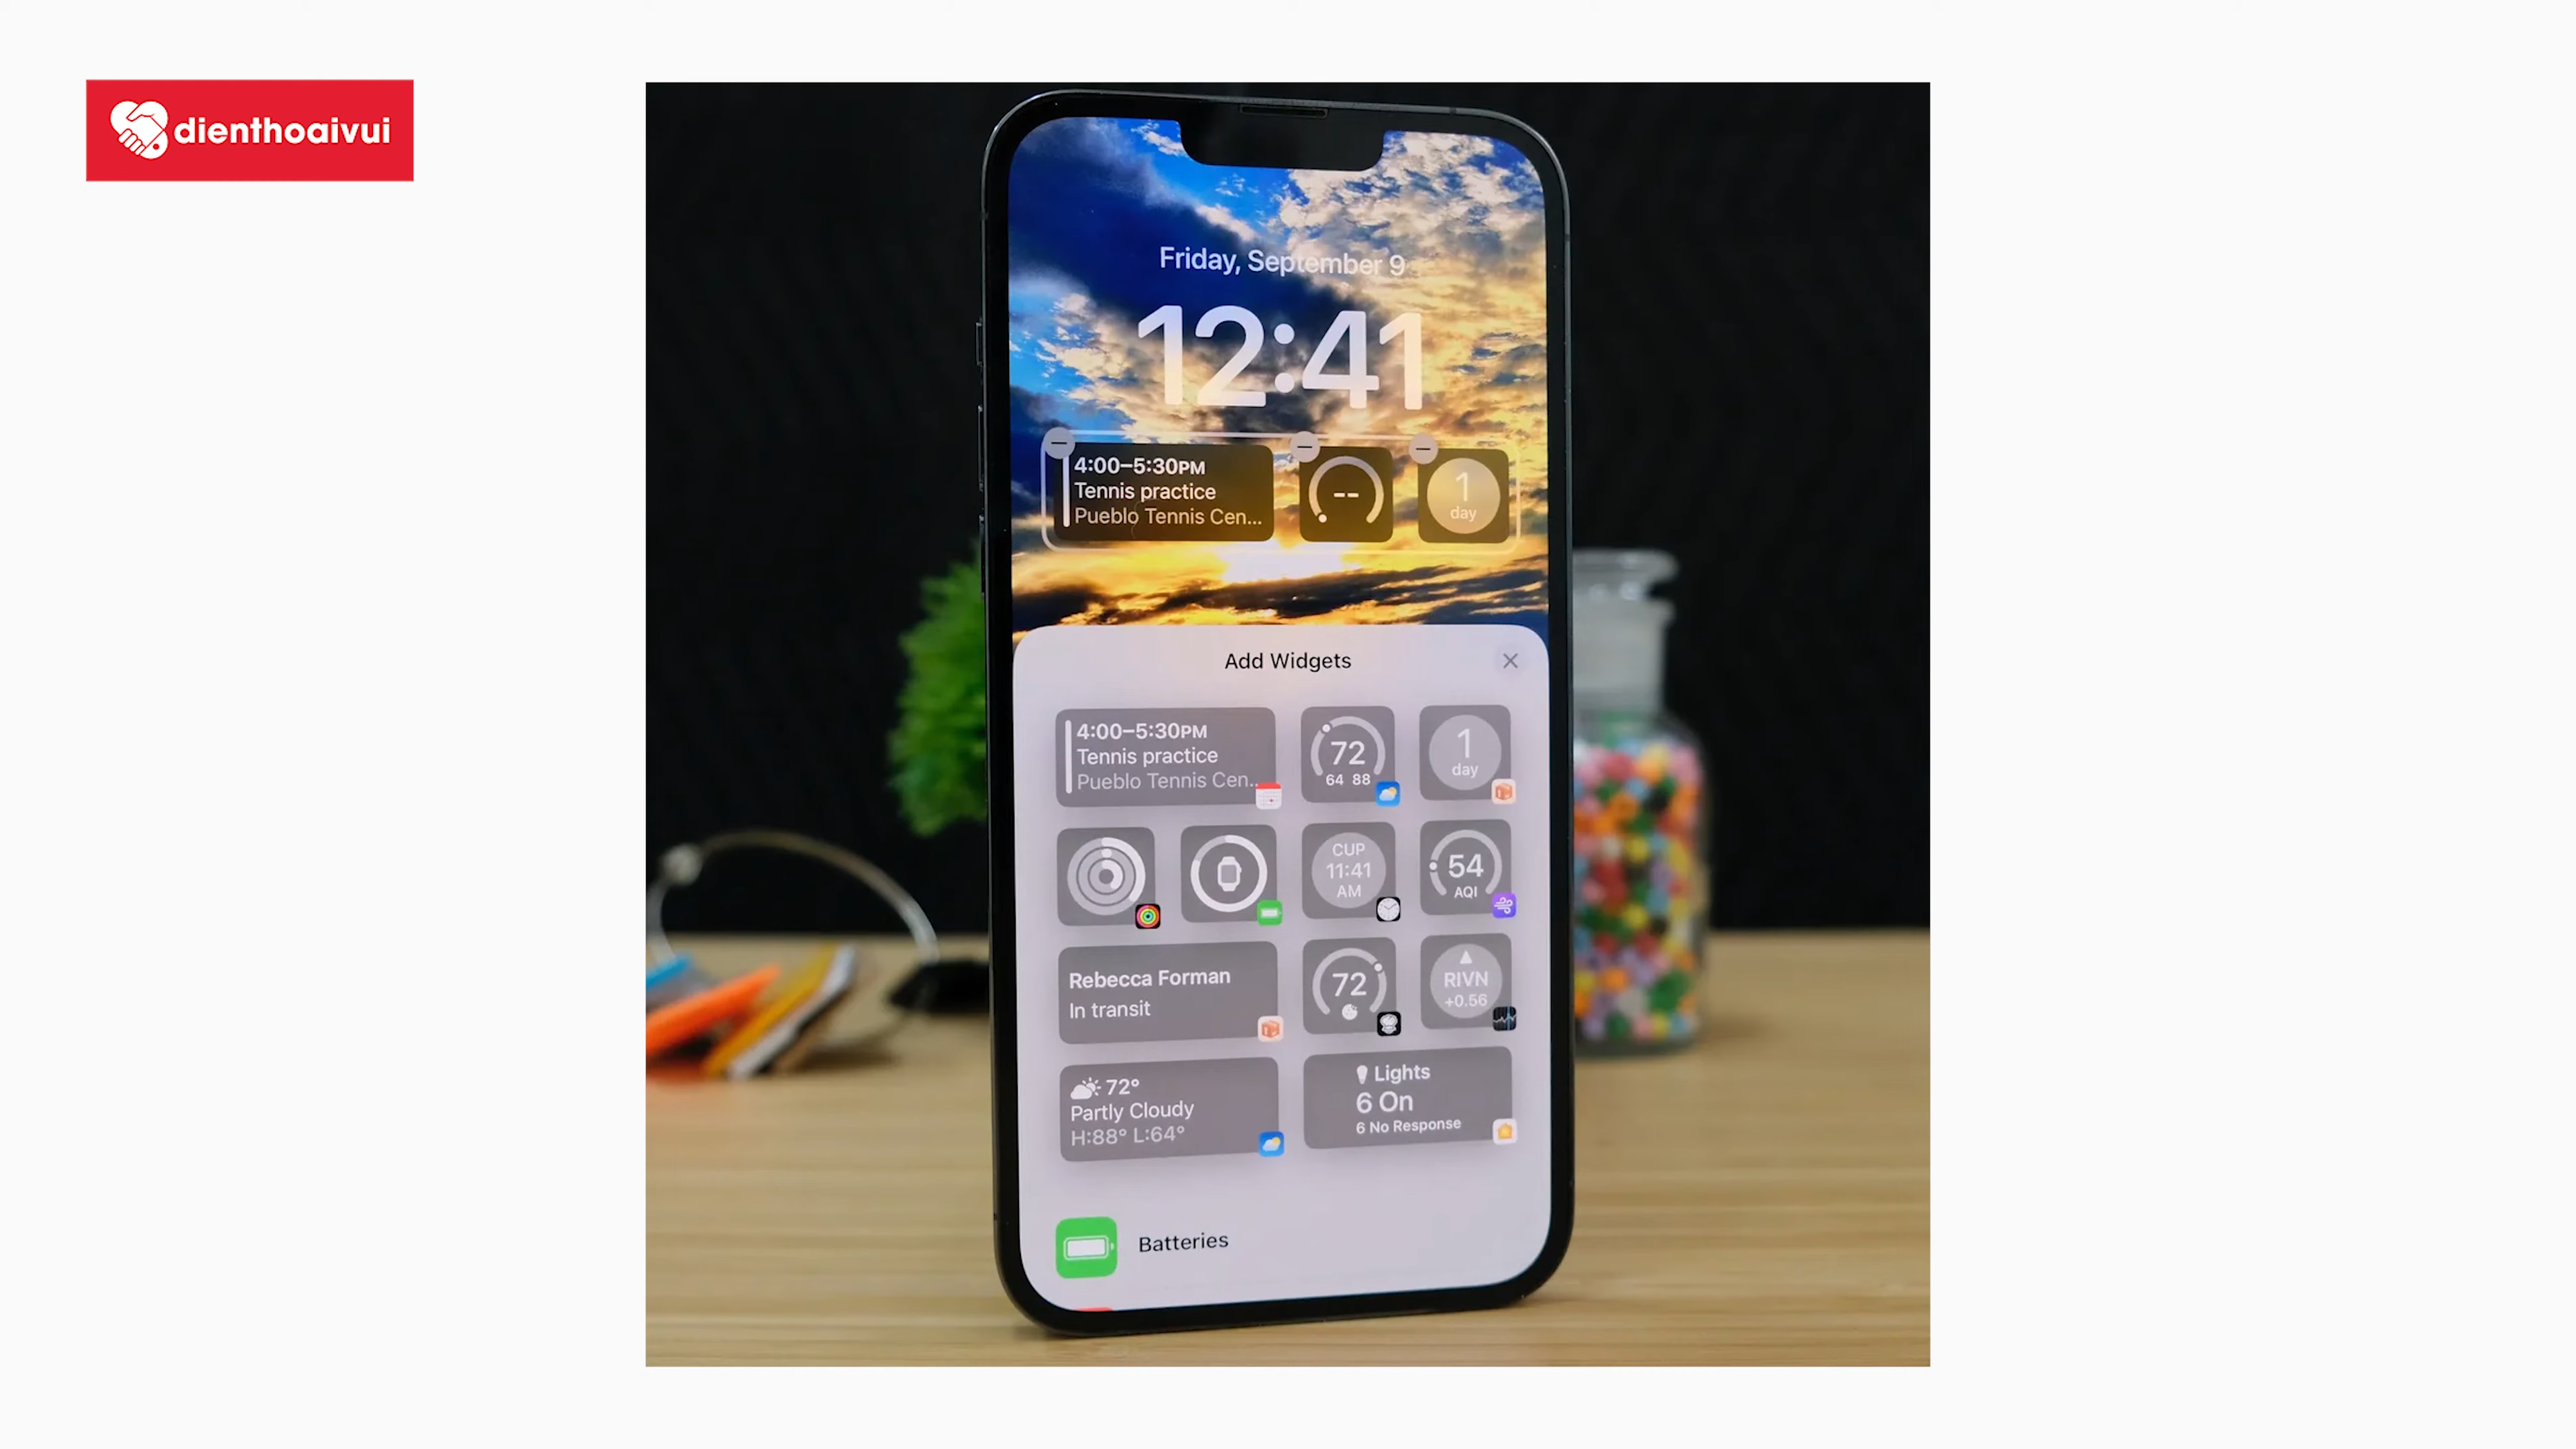 dienthoaivui
Friday, September 9
12:41
4:00–5:30PM
Tennis practice
Pueblo Tennis Cen...
--
1
day
Add Widgets
4:00–5:30PM
Tennis practice
Pueblo Tennis Cen...
72
64 88
1
day
CUP
11:41
AM
54
AQI
Rebecca Forman
In transit
72
RIVN
+0.56
72°
Partly Cloudy
H:88° L:64°
Lights
6 On
6 No Response
Batteries